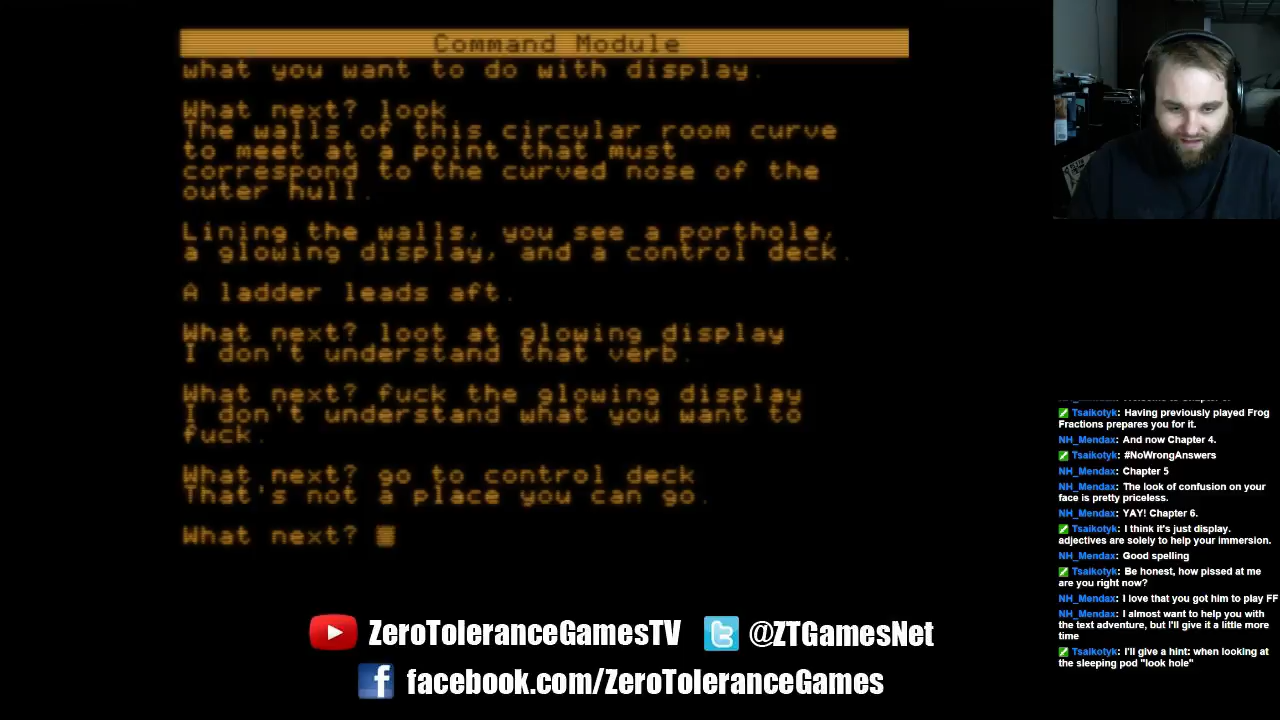 Command Module
what you want to do with display.
What next? look
The walls of this circular room curve
to meet at a point that must
correspond to the curved nose of the
outer hull.
Lining the walls, you see a porthole,
a glowing display, and a control deck.
A ladder leads aft.
What next? loot at glowing display
I don't understand that verb.
What next? fuck the glowing display
I don't understand what you want to
fuck.
What next? go to control deck
That's not a place you can go.
What next?
Tsaikotyk: Having previously played Frog
Fractions prepares you for it.
NH_Mendax: And now Chapter 4.
Tsaikotyk: #NoWrongAnswers
NH_Mendax: Chapter 5
NH_Mendax: The look of confusion on your
face is pretty priceless.
NH_Mendax: YAY! Chapter 6.
Tsaikotyk: I think it's just display.
adjectives are solely to help your immersion.
NH_Mendax: Good spelling
Tsaikotyk: Be honest, how pissed at me
are you right now?
NH_Mendax: I love that you got him to play FF
NH_Mendax: I almost want to help you with
the text adventure, but I'll give it a little more
time
Tsaikotyk: I'll give a hint: when looking at
the sleeping pod "look hole"
ZeroToleranceGamesTV
@ZTGamesNet
facebook.com/ZeroToleranceGames